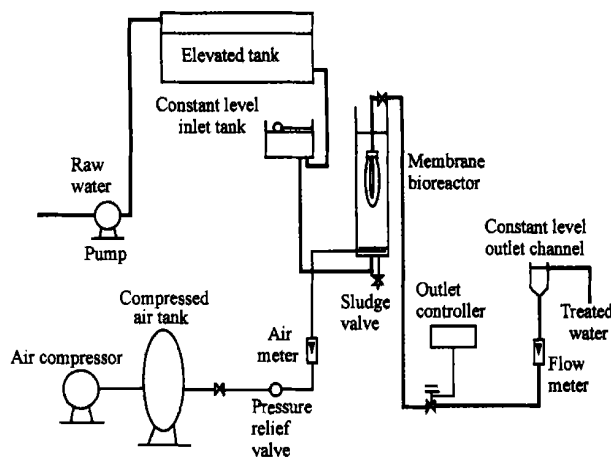 Elevated tank
Constant level
inlet tank
Raw
water
Pump
Membrane
bioreactor
Constant level
outlet channel
Compressed
air tank
Sludge
valve
Outlet
controller
Treated
water
Air
meter
Air compressor
Flow
meter
Pressure
relief
valve